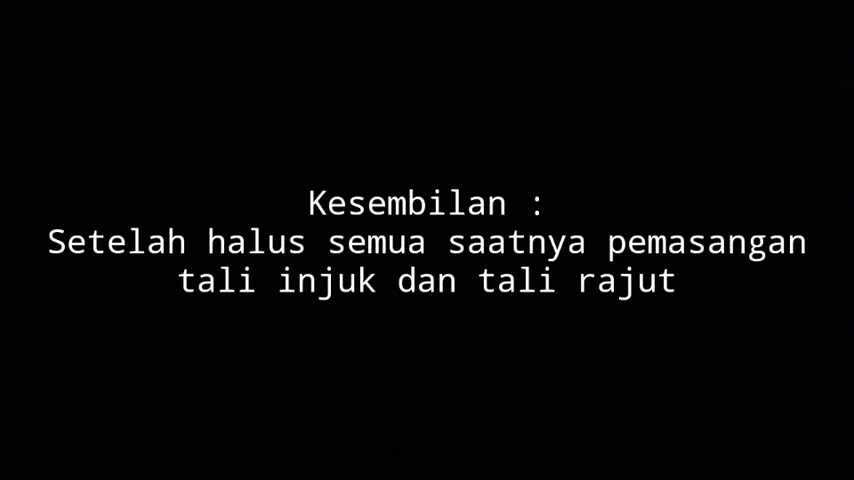 Kesembilan :
Setelah halus semua saatnya pemasangan
tali injuk dan tali rajut